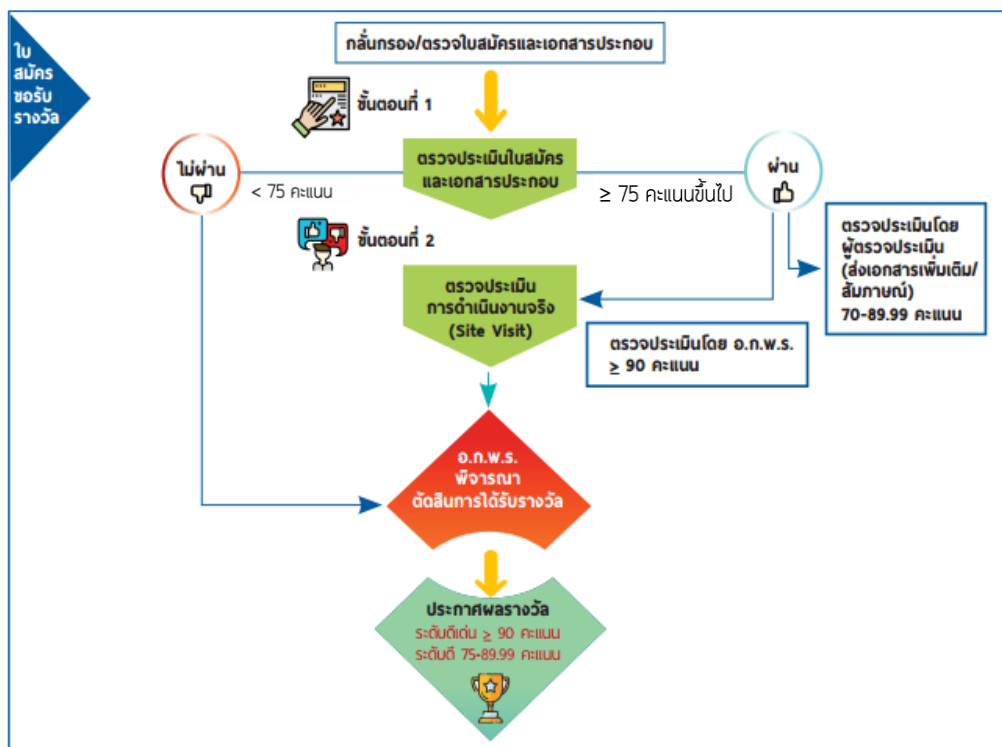 ใบ
สมัคร
ขอรับ
รางวัล
กลั่นกรอง/ตรวจใบสมัครและเอกสารประกอบ
ขั้นตอนที่ 1
ตรวจประเมินใบสมัคร
และเอกสารประกอบ
ไม่ผ่าน
< 75 คะแนน
ผ่าน
≥ 75 คะแนนขึ้นไป
ขั้นตอนที่ 2
ตรวจประเมินโดย
ผู้ตรวจประเมิน
(ส่งเอกสารเพิ่มเติม/
สัมภาษณ์)
70-89.99 คะแนน
ตรวจประเมิน
การดำเนินงานจริง
(Site Visit)
ตรวจประเมินโดย อ.ก.พ.ร.
≥ 90 คะแนน
อ.ก.พ.ร.
พิจารณา
ตัดสินการได้รับรางวัล
ประกาศผลรางวัล
ระดับดีเด่น ≥ 90 คะแนน
ระดับดี 75-89.99 คะแนน